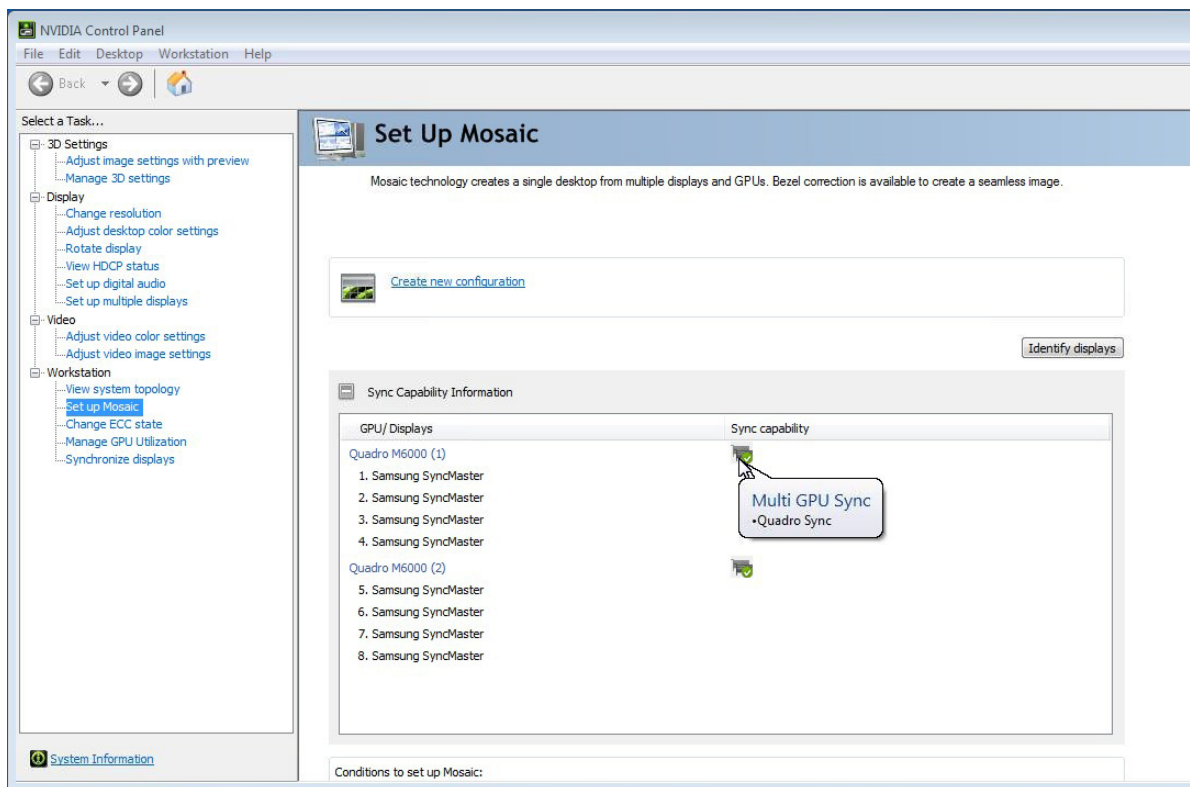 NVIDIA Control Panel
File Edit Desktop Workstation Help
Back
Select a Task...
3D Settings
Adjust image settings with preview
Manage 3D settings
Display
Change resolution
Adjust desktop color settings
Rotate display
View HDCP status
Set up digital audio
Set up multiple displays
Video
Adjust video color settings
Adjust video image settings
Workstation
View system topology
Set up Mosaic
Change ECC state
Manage GPU Utilization
Synchronize displays
System Information
Set Up Mosaic
Mosaic technology creates a single desktop from multiple displays and GPUs. Bezel correction is available to create a seamless image.
Create new configuration
Identify displays
Sync Capability Information
GPU/ Displays Sync capability
Quadro M6000 (1)
1. Samsung SyncMaster
2. Samsung SyncMaster
3. Samsung SyncMaster
4. Samsung SyncMaster
Multi GPU Sync
•Quadro Sync
Quadro M6000 (2)
5. Samsung SyncMaster
6. Samsung SyncMaster
7. Samsung SyncMaster
8. Samsung SyncMaster
Conditions to set up Mosaic: